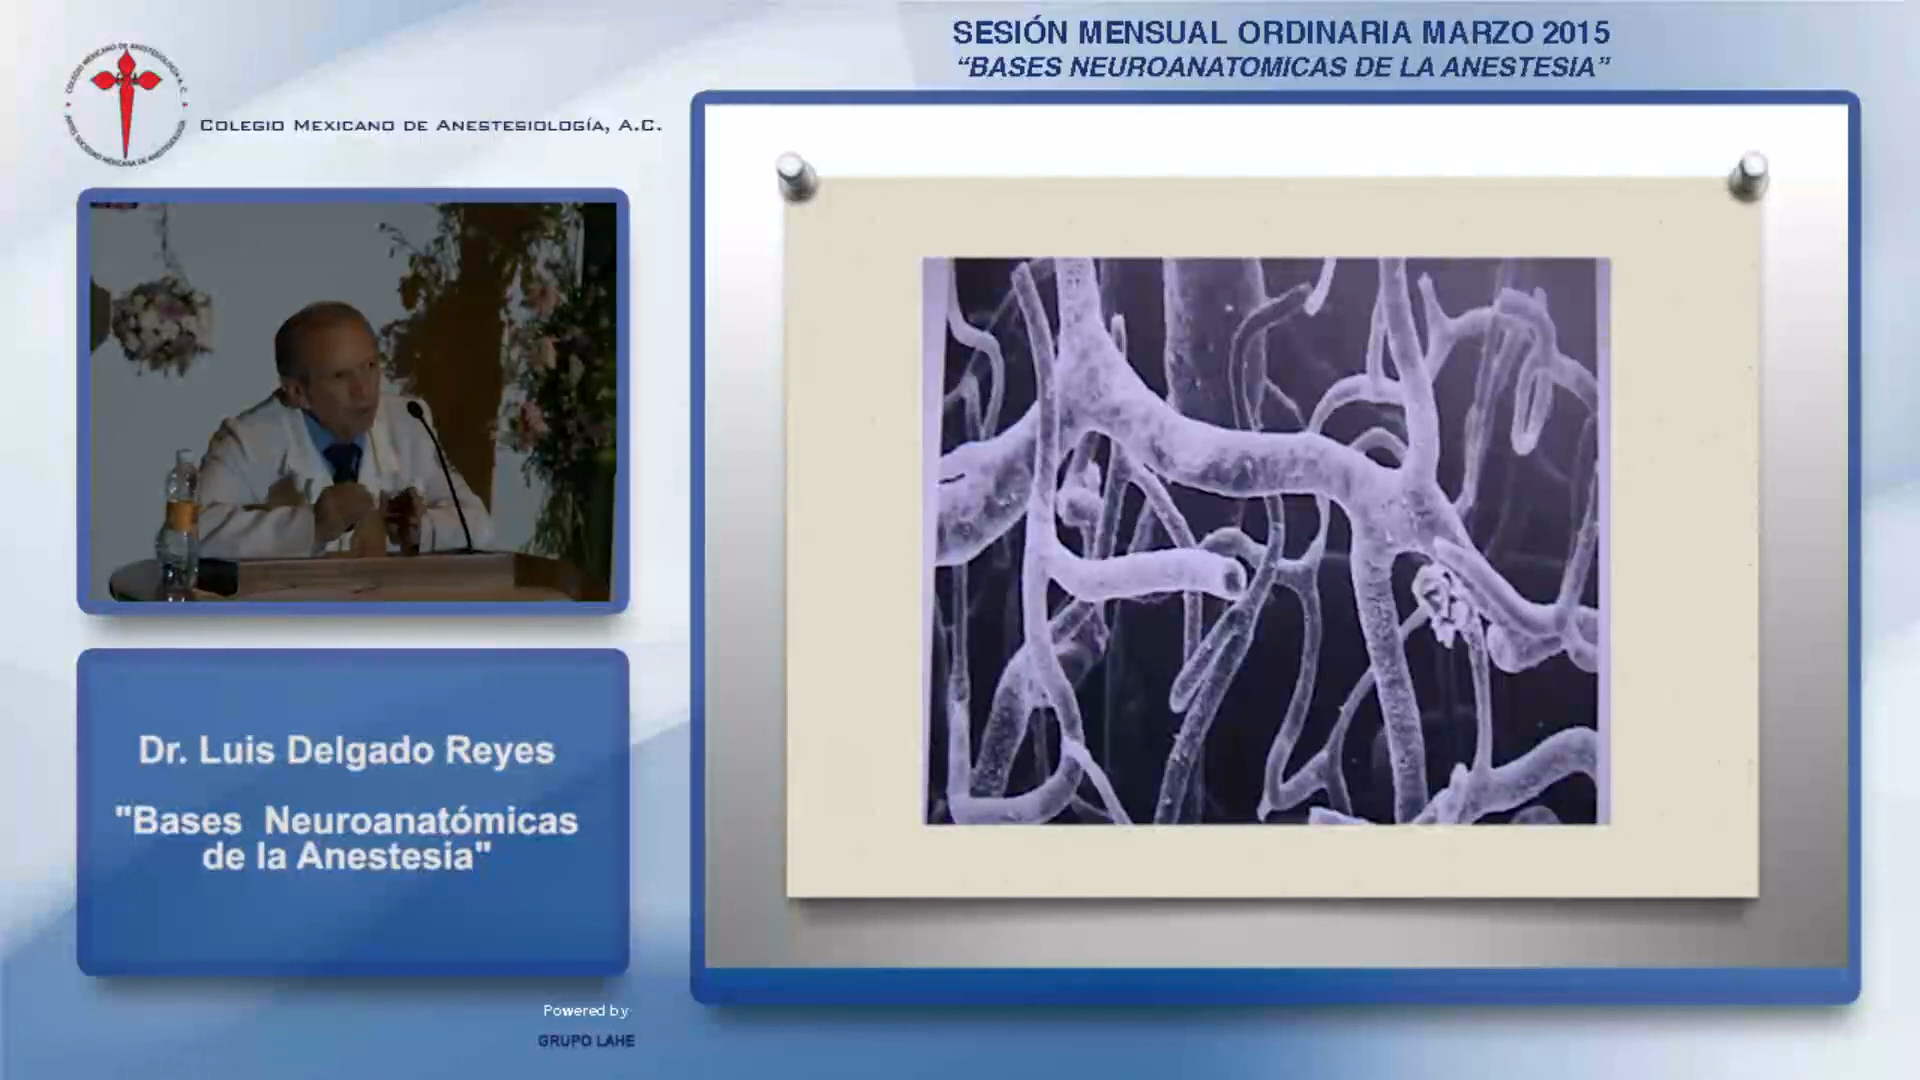 SESIÓN MENSUAL ORDINARIA MARZO 2015
“BASES NEUROANATOMICAS DE LA ANESTESIA”
COLEGIO MEXICANO DE ANESTESIOLOGÍA, A.C.
Dr. Luis Delgado Reyes
"Bases Neuroanatómicas
de la Anestesia"
Powered by
GRUPO LAHE